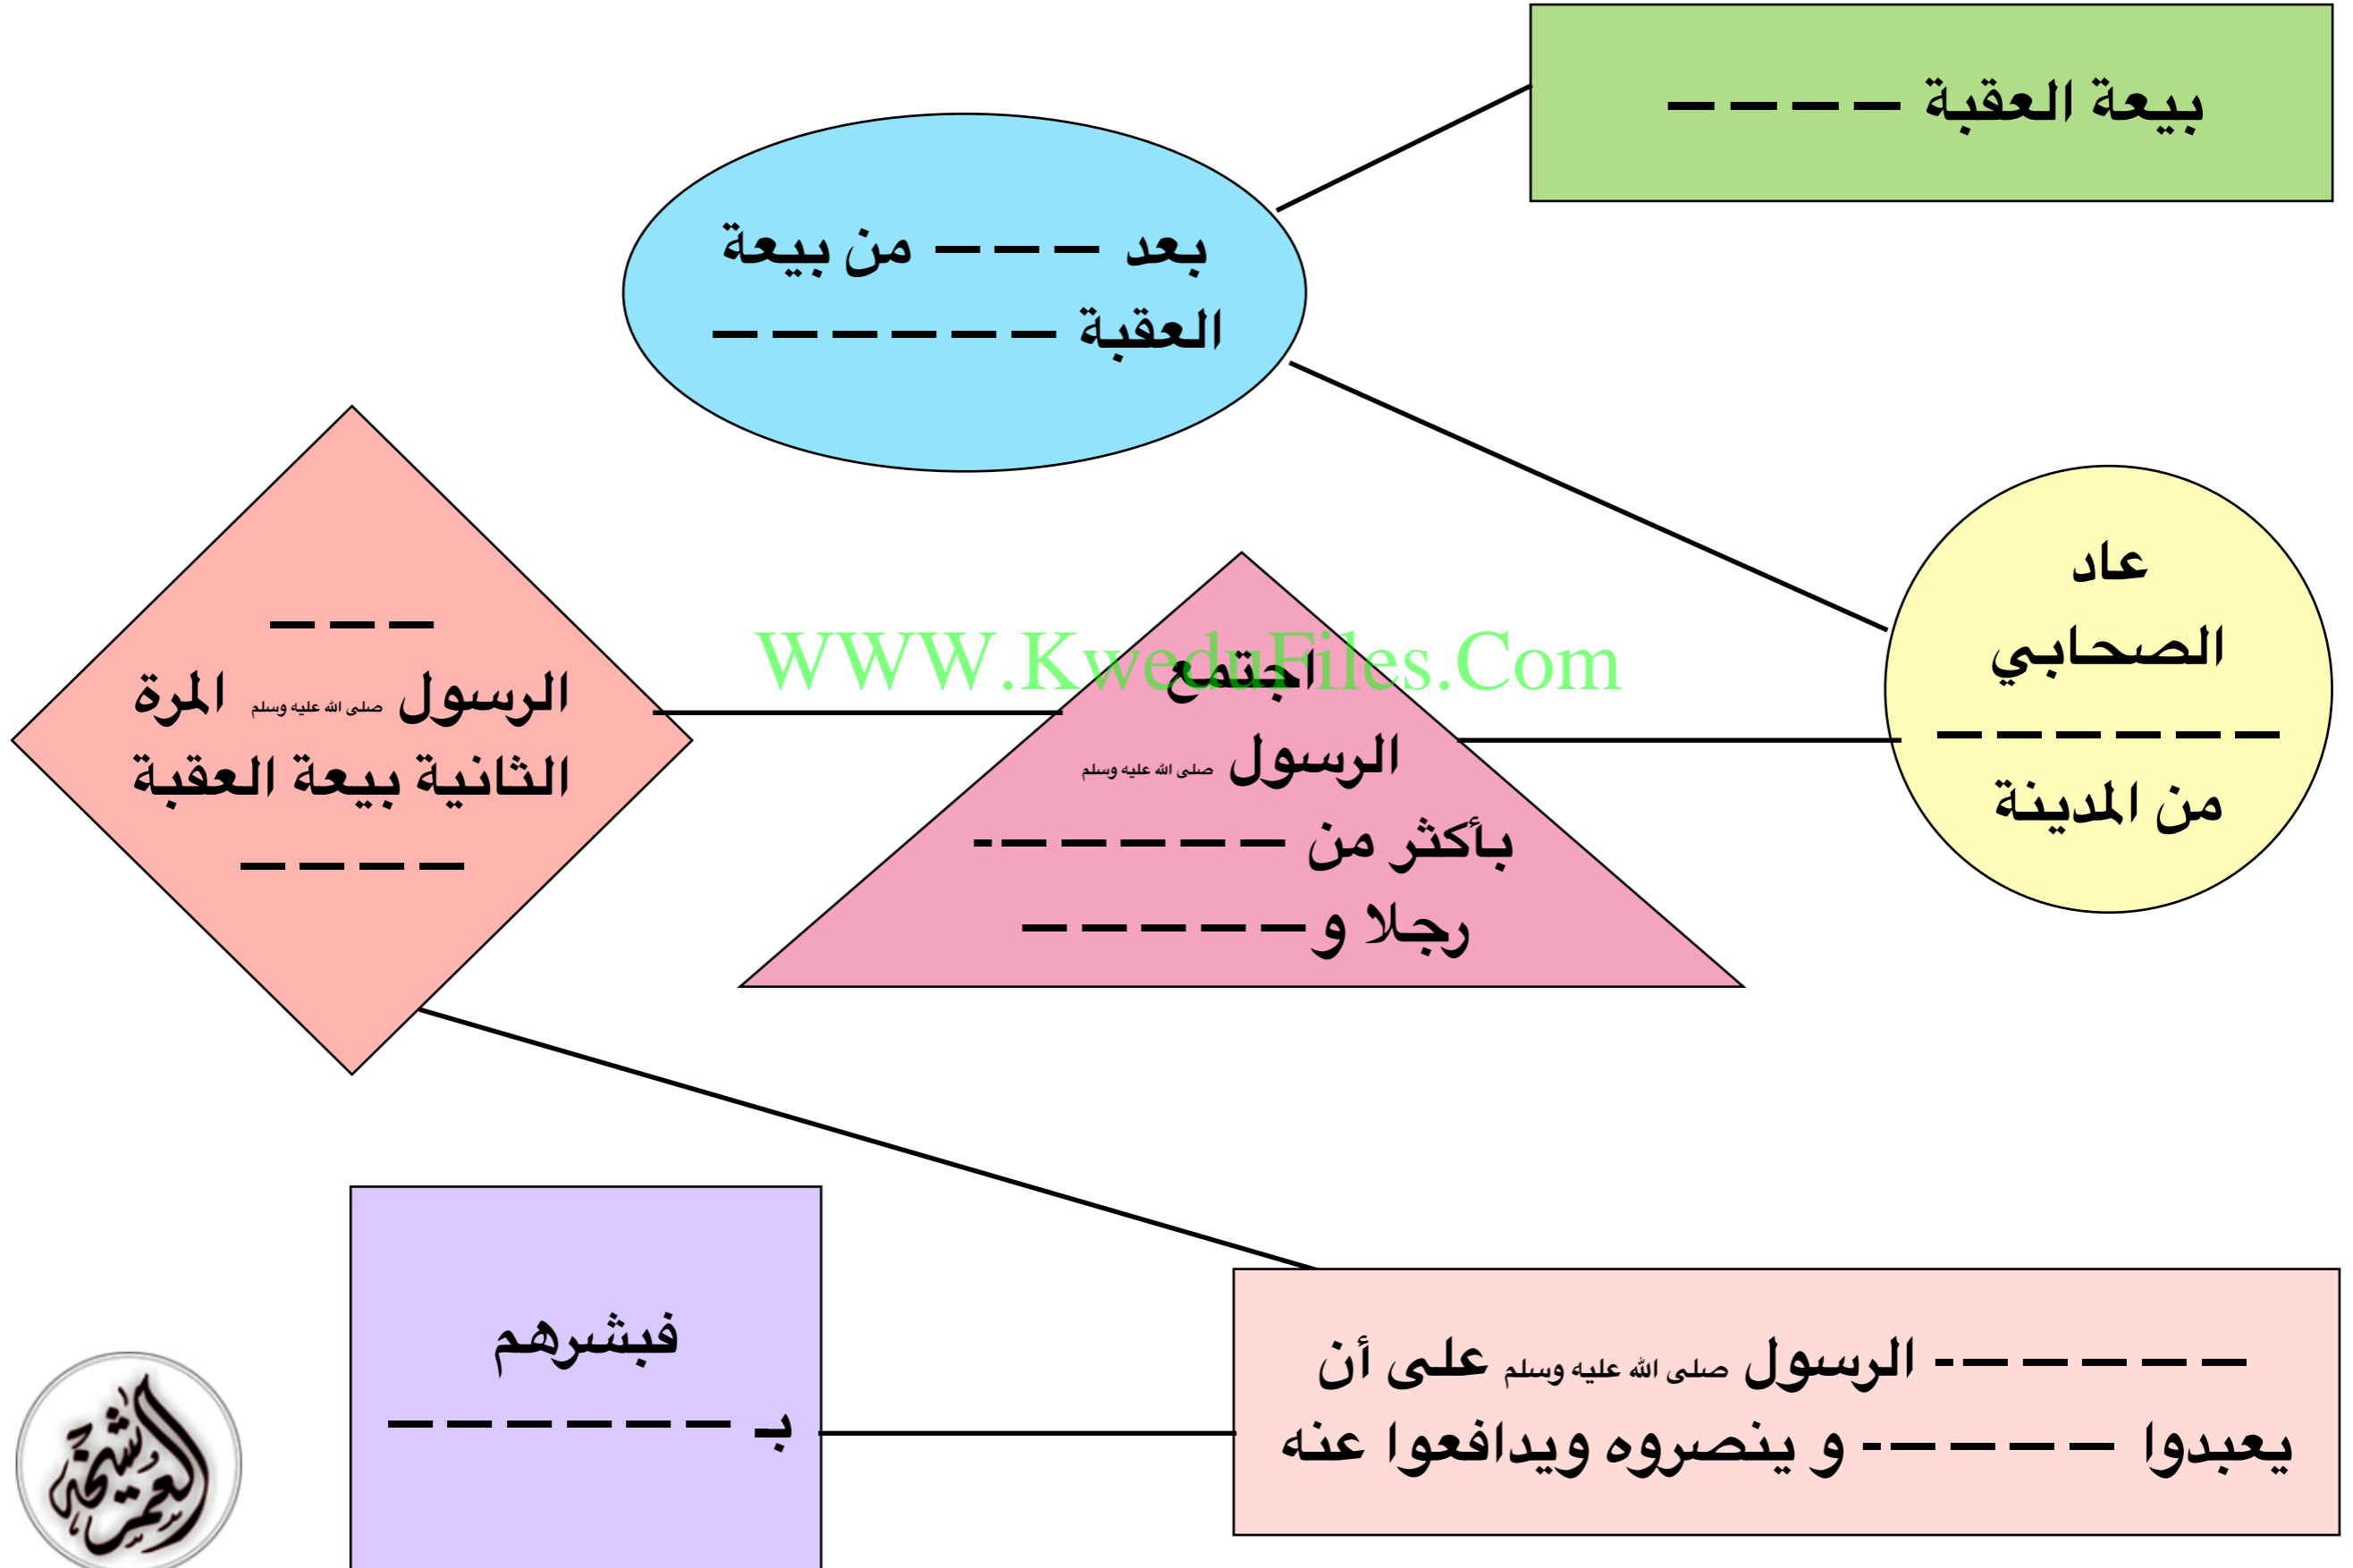 بيعة العقبة – – – –
بعد – – – من بيعة
العقبة – – – – – –
عاد
الصحابي
– – – – – –
من المدينة
WWW.KweduFiles.Com
اجتمع
الرسول صلى الله عليه وسلم
بأكثر من – – – – – -
رجلا و – – – – –
– – –
الرسول صلى الله عليه وسلم المرة
الثانية بيعة العقبة
– – – –
– – – – – - الرسول صلى الله عليه وسلم على أن
يعبدوا – – – – - و ينصروه ويدافعوا عنه
فبشرهم
بـ – – – – – –
شيخة
العمر